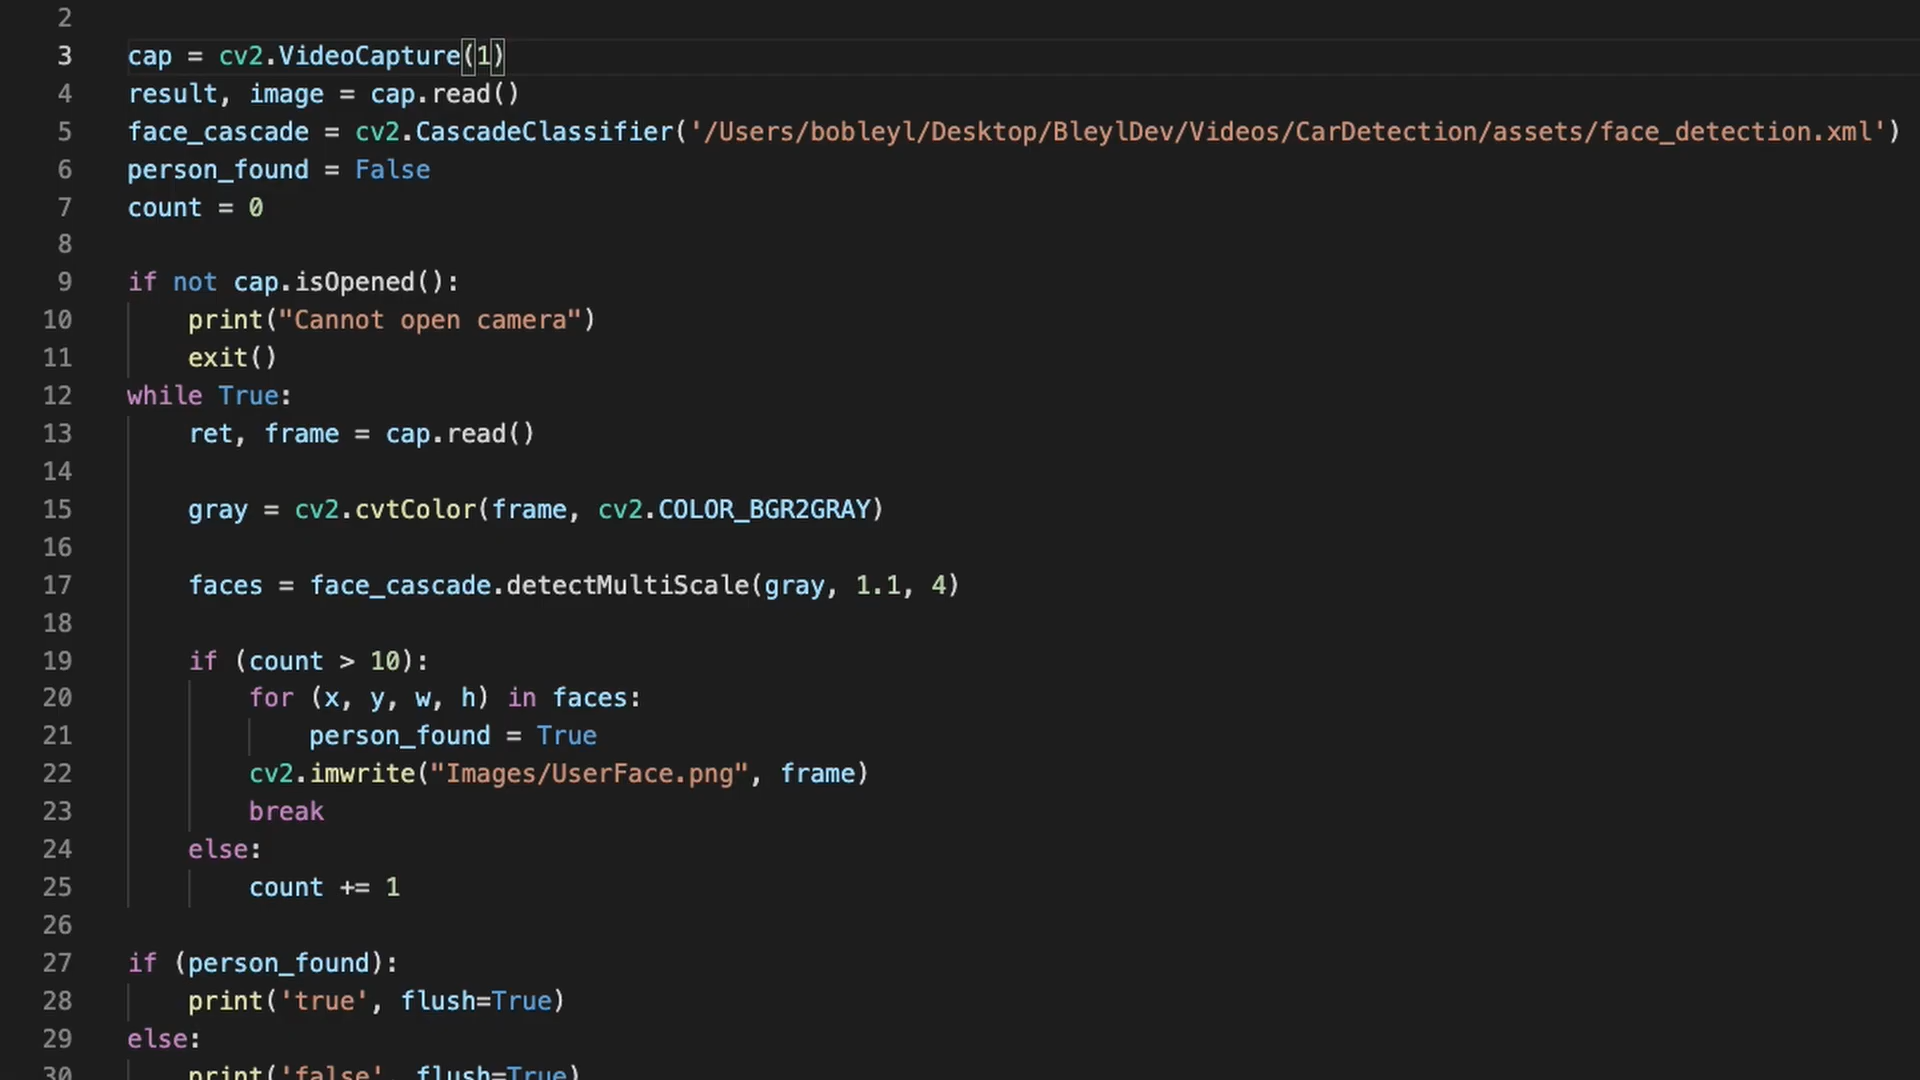 2
3 cap = cv2.VideoCapture(1)
4 result, image = cap.read()
5 face_cascade = cv2.CascadeClassifier('/Users/bobleyl/Desktop/BleylDev/Videos/CarDetection/assets/face_detection.xml')
6 person_found = False
7 count = 0
8
9 if not cap.isOpened():
10     print("Cannot open camera")
11     exit()
12 while True:
13     ret, frame = cap.read()
14
15     gray = cv2.cvtColor(frame, cv2.COLOR_BGR2GRAY)
16
17     faces = face_cascade.detectMultiScale(gray, 1.1, 4)
18
19     if (count > 10):
20         for (x, y, w, h) in faces:
21             person_found = True
22         cv2.imwrite("Images/UserFace.png", frame)
23         break
24     else:
25         count += 1
26
27 if (person_found):
28     print('true', flush=True)
29 else:
30     print('false', flush=True)